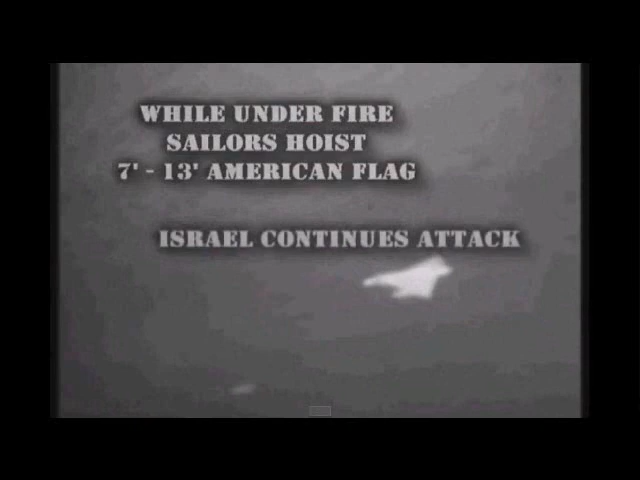 WHILE UNDER FIRE
SAILORS HOIST
7' - 13' AMERICAN FLAG
ISRAEL CONTINUES ATTACK